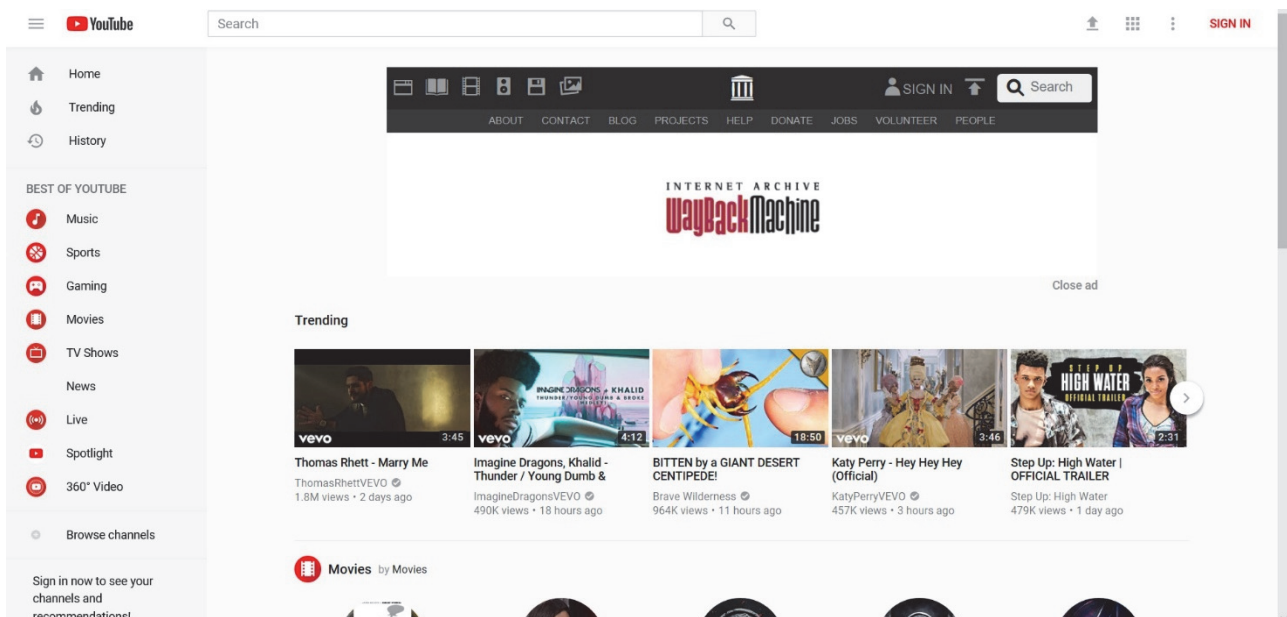 YouTube
Search
SIGN IN
Home
Trending
History
BEST OF YOUTUBE
Music
Sports
Gaming
Movies
TV Shows
News
Live
Spotlight
360° Video
Browse channels
Sign in now to see your
channels and
recommendations!
SIGN IN
Search
ABOUT CONTACT BLOG PROJECTS HELP DONATE JOBS VOLUNTEER PEOPLE
INTERNET ARCHIVE
WayBackMachine
Close ad
Trending
vevo
3:45
Thomas Rhett - Marry Me
ThomasRhettVEVO
1.8M views • 2 days ago
IMAGINE DRAGONS + KHALID
THUNDER / YOUNG DUMB & BROKE
MEDLEY
vevo
4:12
Imagine Dragons, Khalid -
Thunder / Young Dumb &
ImagineDragonsVEVO
490K views • 18 hours ago
18:50
BITTEN by a GIANT DESERT
CENTIPEDE!
Brave Wilderness
964K views • 11 hours ago
vevo
3:46
Katy Perry - Hey Hey Hey
(Official)
KatyPerryVEVO
457K views • 3 hours ago
STEP UP
HIGH WATER
OFFICIAL TRAILER
2:31
Step Up: High Water |
OFFICIAL TRAILER
Step Up: High Water
479K views • 1 day ago
Movies by Movies